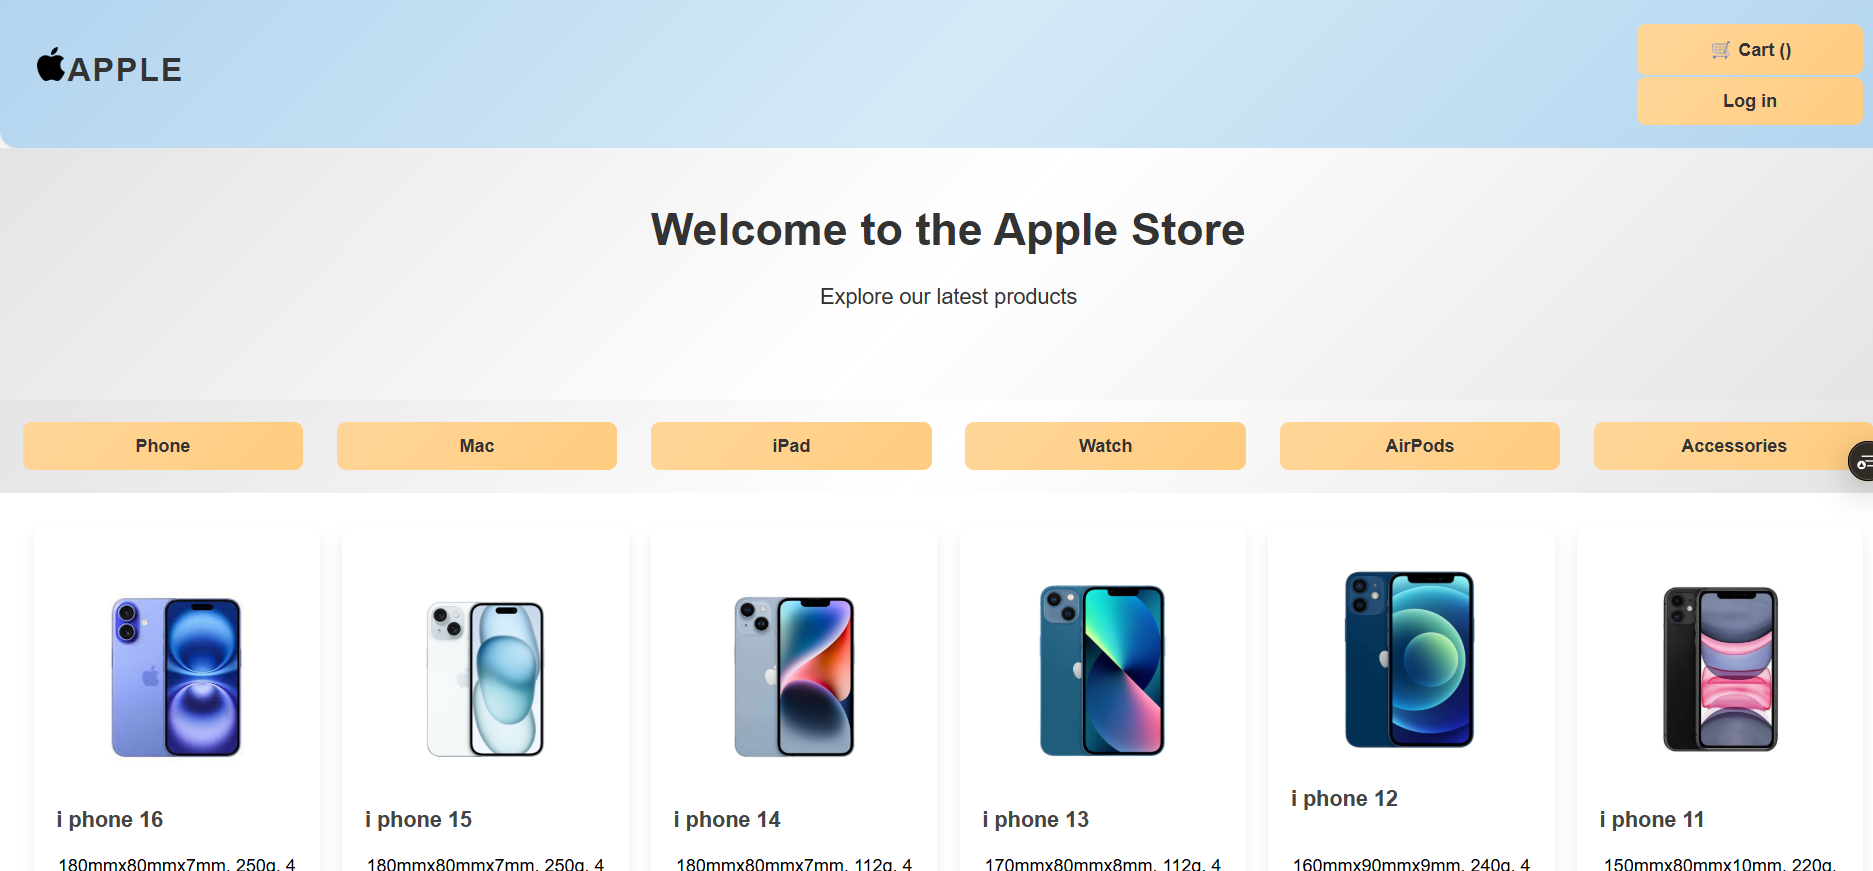 APPLE
🛒 Cart ()
Log in
Welcome to the Apple Store
Explore our latest products
Phone Mac iPad Watch AirPods Accessories
i phone 16 i phone 15 i phone 14 i phone 13 i phone 12 i phone 11
180mmx80mmx7mm, 250g, 4 180mmx80mmx7mm, 250g, 4 180mmx80mmx7mm, 112g, 4 170mmx80mmx8mm, 112g, 4 160mmx90mmx9mm, 240g, 4 150mmx80mmx10mm, 220g,